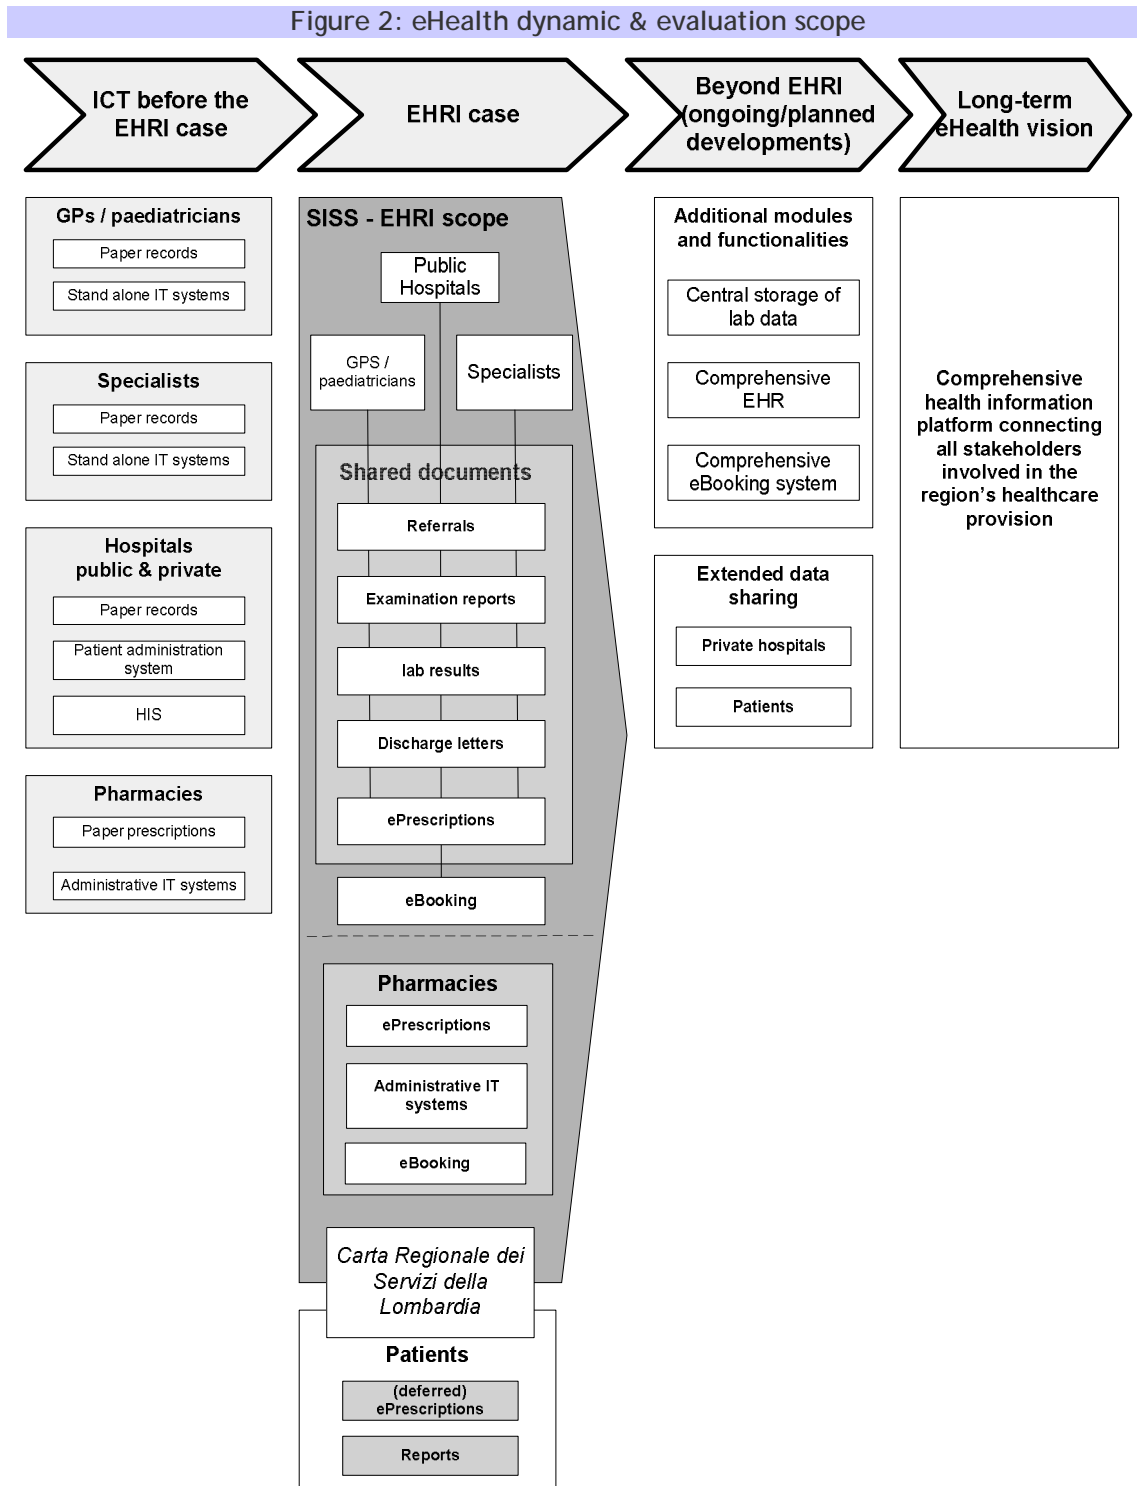 Figure 2: eHealth dynamic & evaluation scope
ICT before the
EHRI case
EHRI case
Beyond EHRI
(ongoing/planned
developments)
Long-term
eHealth vision
GPs / paediatricians
Paper records
Stand alone IT systems
Specialists
Paper records
Stand alone IT systems
Hospitals
public & private
Paper records
Patient administration
system
HIS
Pharmacies
Paper prescriptions
Administrative IT systems
SISS - EHRI scope
Public
Hospitals
GPS /
paediatricians
Specialists
Shared documents
Referrals
Examination reports
lab results
Discharge letters
ePrescriptions
eBooking
Pharmacies
ePrescriptions
Administrative IT
systems
eBooking
Carta Regionale dei
Servizi della
Lombardia
Patients
(deferred)
ePrescriptions
Reports
Additional modules
and functionalities
Central storage of
lab data
Comprehensive
EHR
Comprehensive
eBooking system
Extended data
sharing
Private hospitals
Patients
Comprehensive
health information
platform connecting
all stakeholders
involved in the
region's healthcare
provision